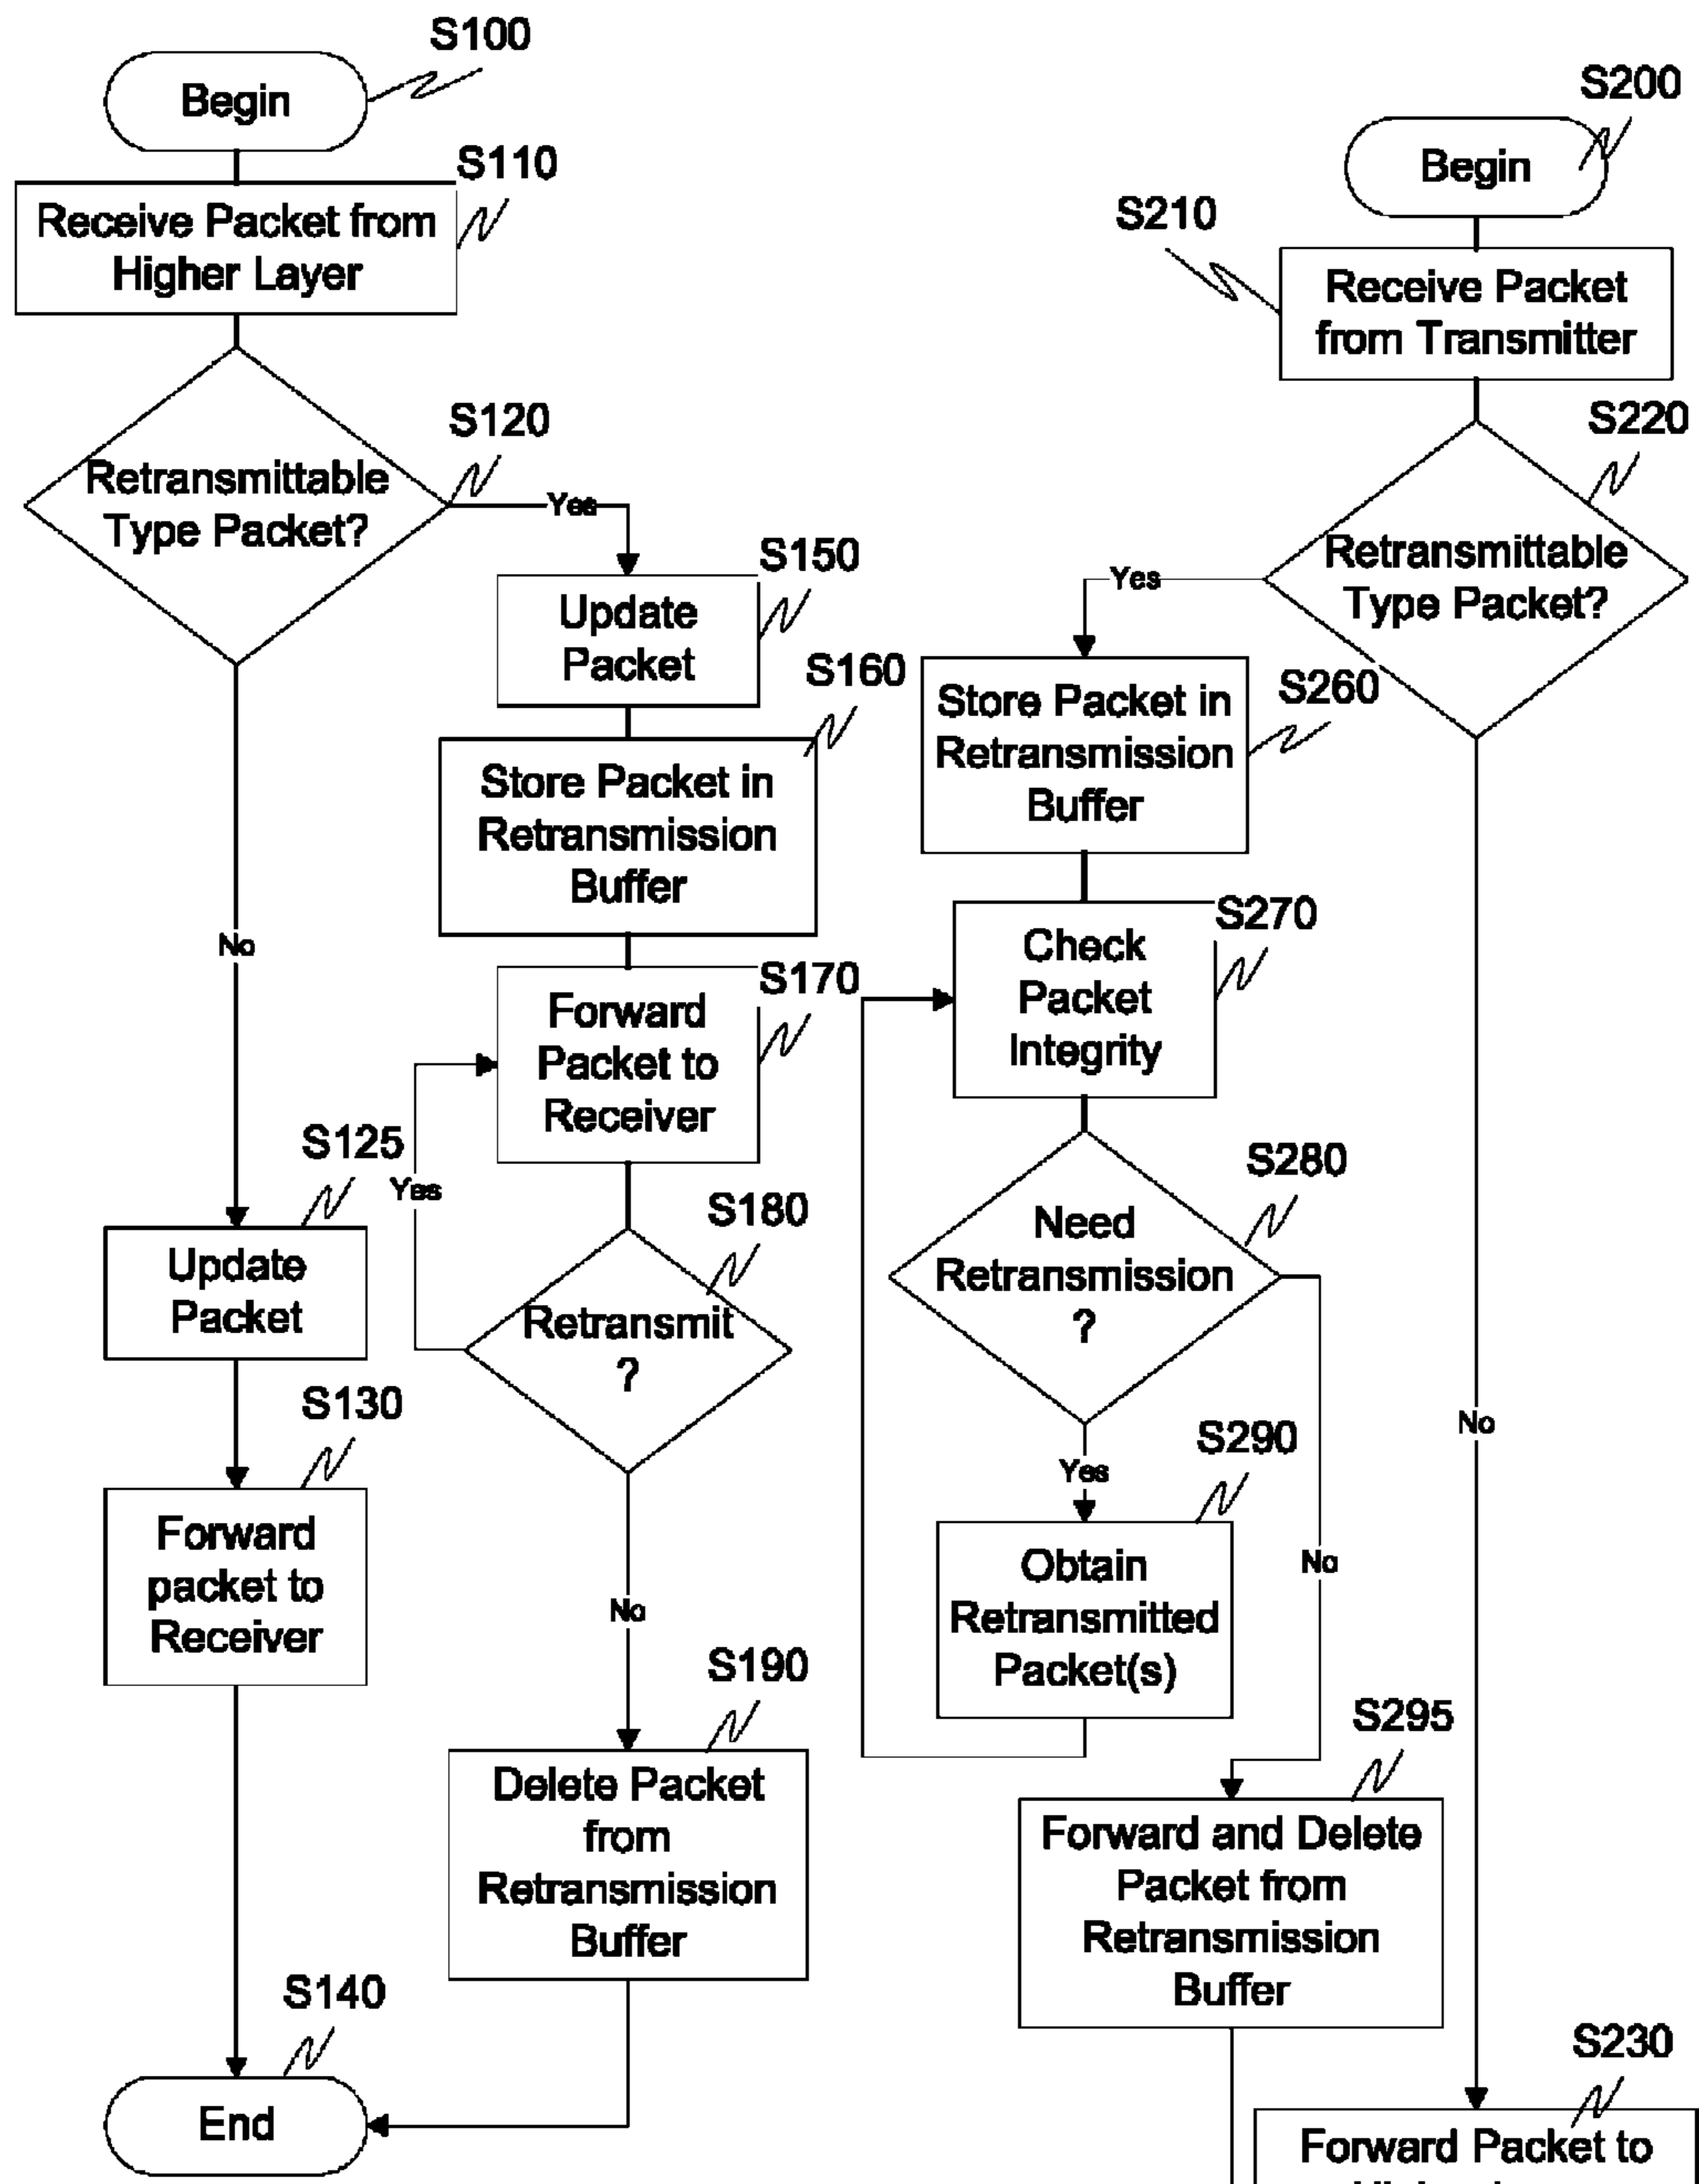 S100
Begin
S110
Receive Packet from
Higher Layer
S120
Retransmittable
Type Packet?
Yes
No
S150
Update
Packet
S160
Store Packet in
Retransmission
Buffer
S170
Forward
Packet to
Receiver
S180
Retransmit
?
Yes
No
S190
Delete Packet
from
Retransmission
Buffer
S125
Update
Packet
S130
Forward
packet to
Receiver
S140
End
S200
Begin
S210
Receive Packet
from Transmitter
S220
Retransmittable
Type Packet?
Yes
No
S260
Store Packet in
Retransmission
Buffer
S270
Check
Packet
Integrity
S280
Need
Retransmission
?
Yes
No
S290
Obtain
Retransmitted
Packet(s)
S295
Forward and Delete
Packet from
Retransmission
Buffer
S230
Forward Packet to